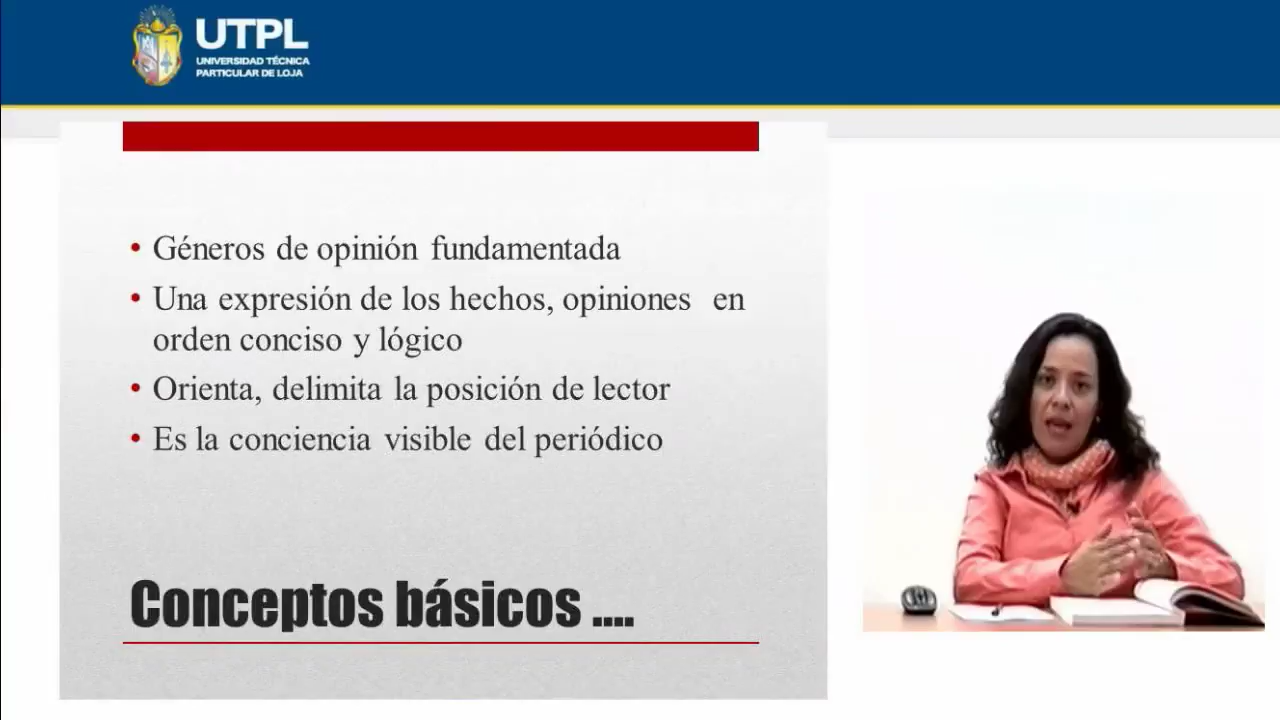 UTPL
UNIVERSIDAD TÉCNICA
PARTICULAR DE LOJA
• Géneros de opinión fundamentada
• Una expresión de los hechos, opiniones en
orden conciso y lógico
• Orienta, delimita la posición de lector
• Es la conciencia visible del periódico
Conceptos básicos ....